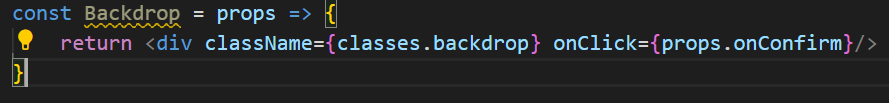 const Backdrop = props => {
return <div className={classes.backdrop} onClick={props.onConfirm}/>
}